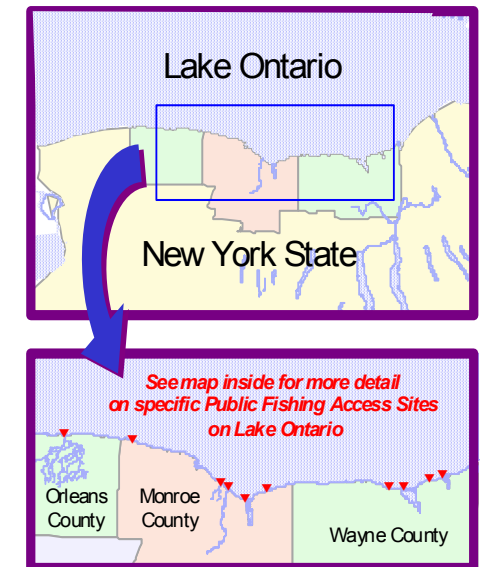 Lake Ontario
New York State
See map inside for more detail
on specific Public Fishing Access Sites
on Lake Ontario
Orleans
County
Monroe
County
Wayne County